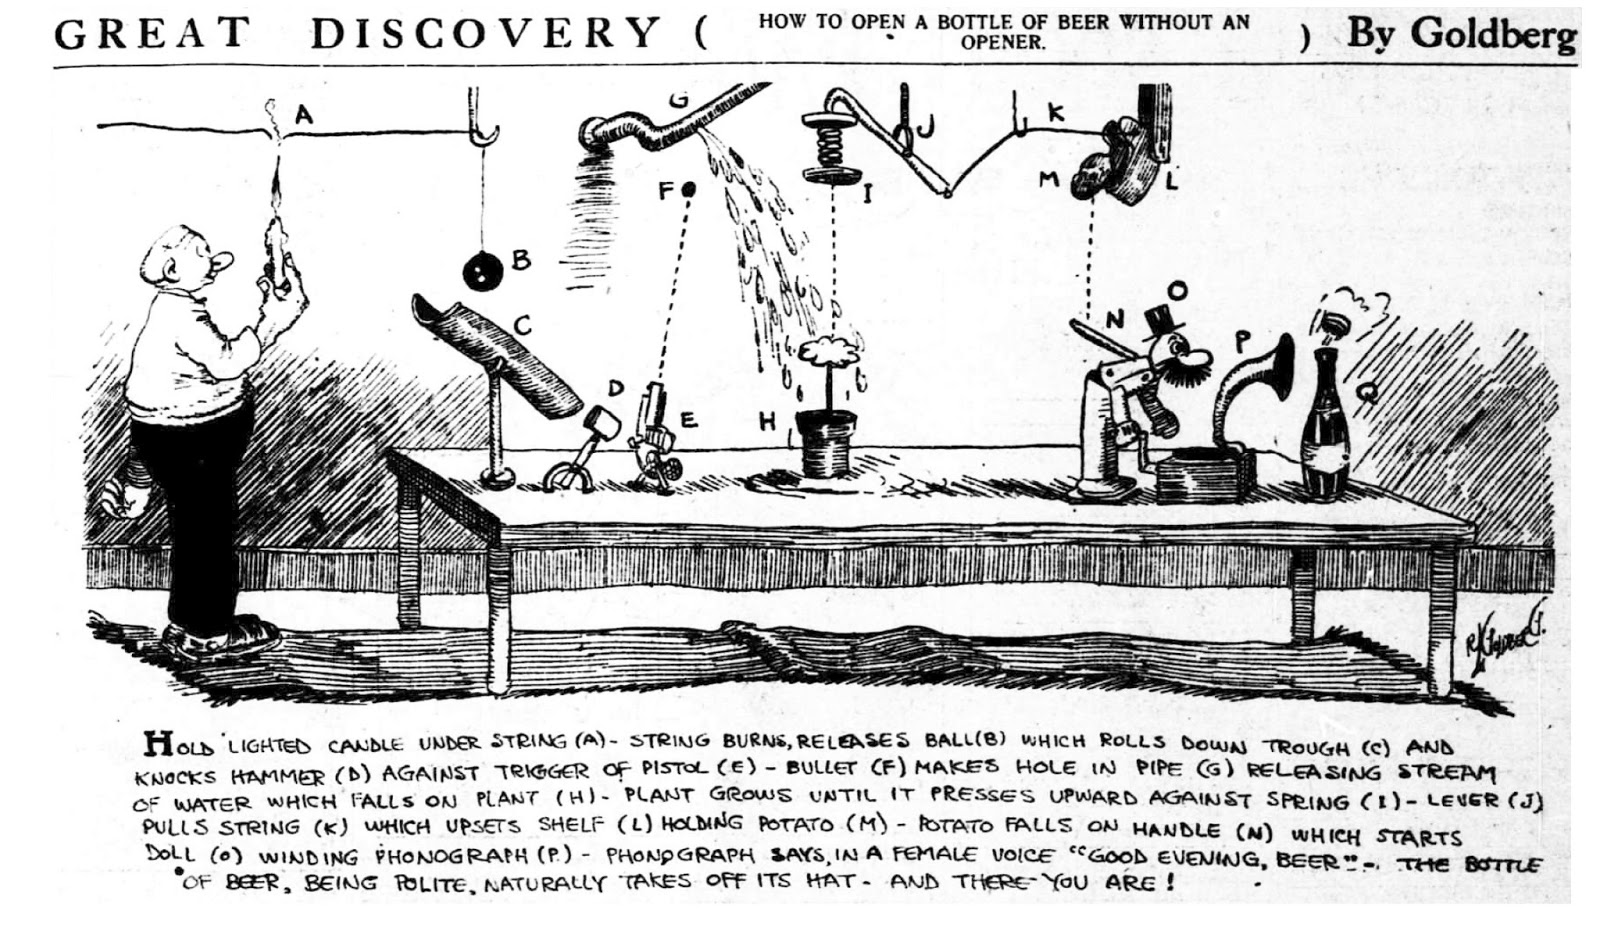 GREAT DISCOVERY ( HOW TO OPEN A BOTTLE OF BEER WITHOUT AN OPENER. ) By Goldberg
A
G
J
K
F
M
L
I
B
O
C
N
P
D
E
H
Q
HOLD LIGHTED CANDLE UNDER STRING (A) - STRING BURNS, RELEASES BALL (B) WHICH ROLLS DOWN TROUGH (C) AND
KNOCKS HAMMER (D) AGAINST TRIGGER OF PISTOL (E) - BULLET (F) MAKES HOLE IN PIPE (G) RELEASING STREAM
OF WATER WHICH FALLS ON PLANT (H) - PLANT GROWS UNTIL IT PRESSES UPWARD AGAINST SPRING (I) - LEVER (J)
PULLS STRING (K) WHICH UPSETS SHELF (L) HOLDING POTATO (M) - POTATO FALLS ON HANDLE (N) WHICH STARTS
DOLL (O) WINDING PHONOGRAPH (P.) - PHONOGRAPH SAYS, IN A FEMALE VOICE "GOOD EVENING, BEER" -. THE BOTTLE
OF BEER, BEING POLITE, NATURALLY TAKES OFF ITS HAT - AND THERE YOU ARE!